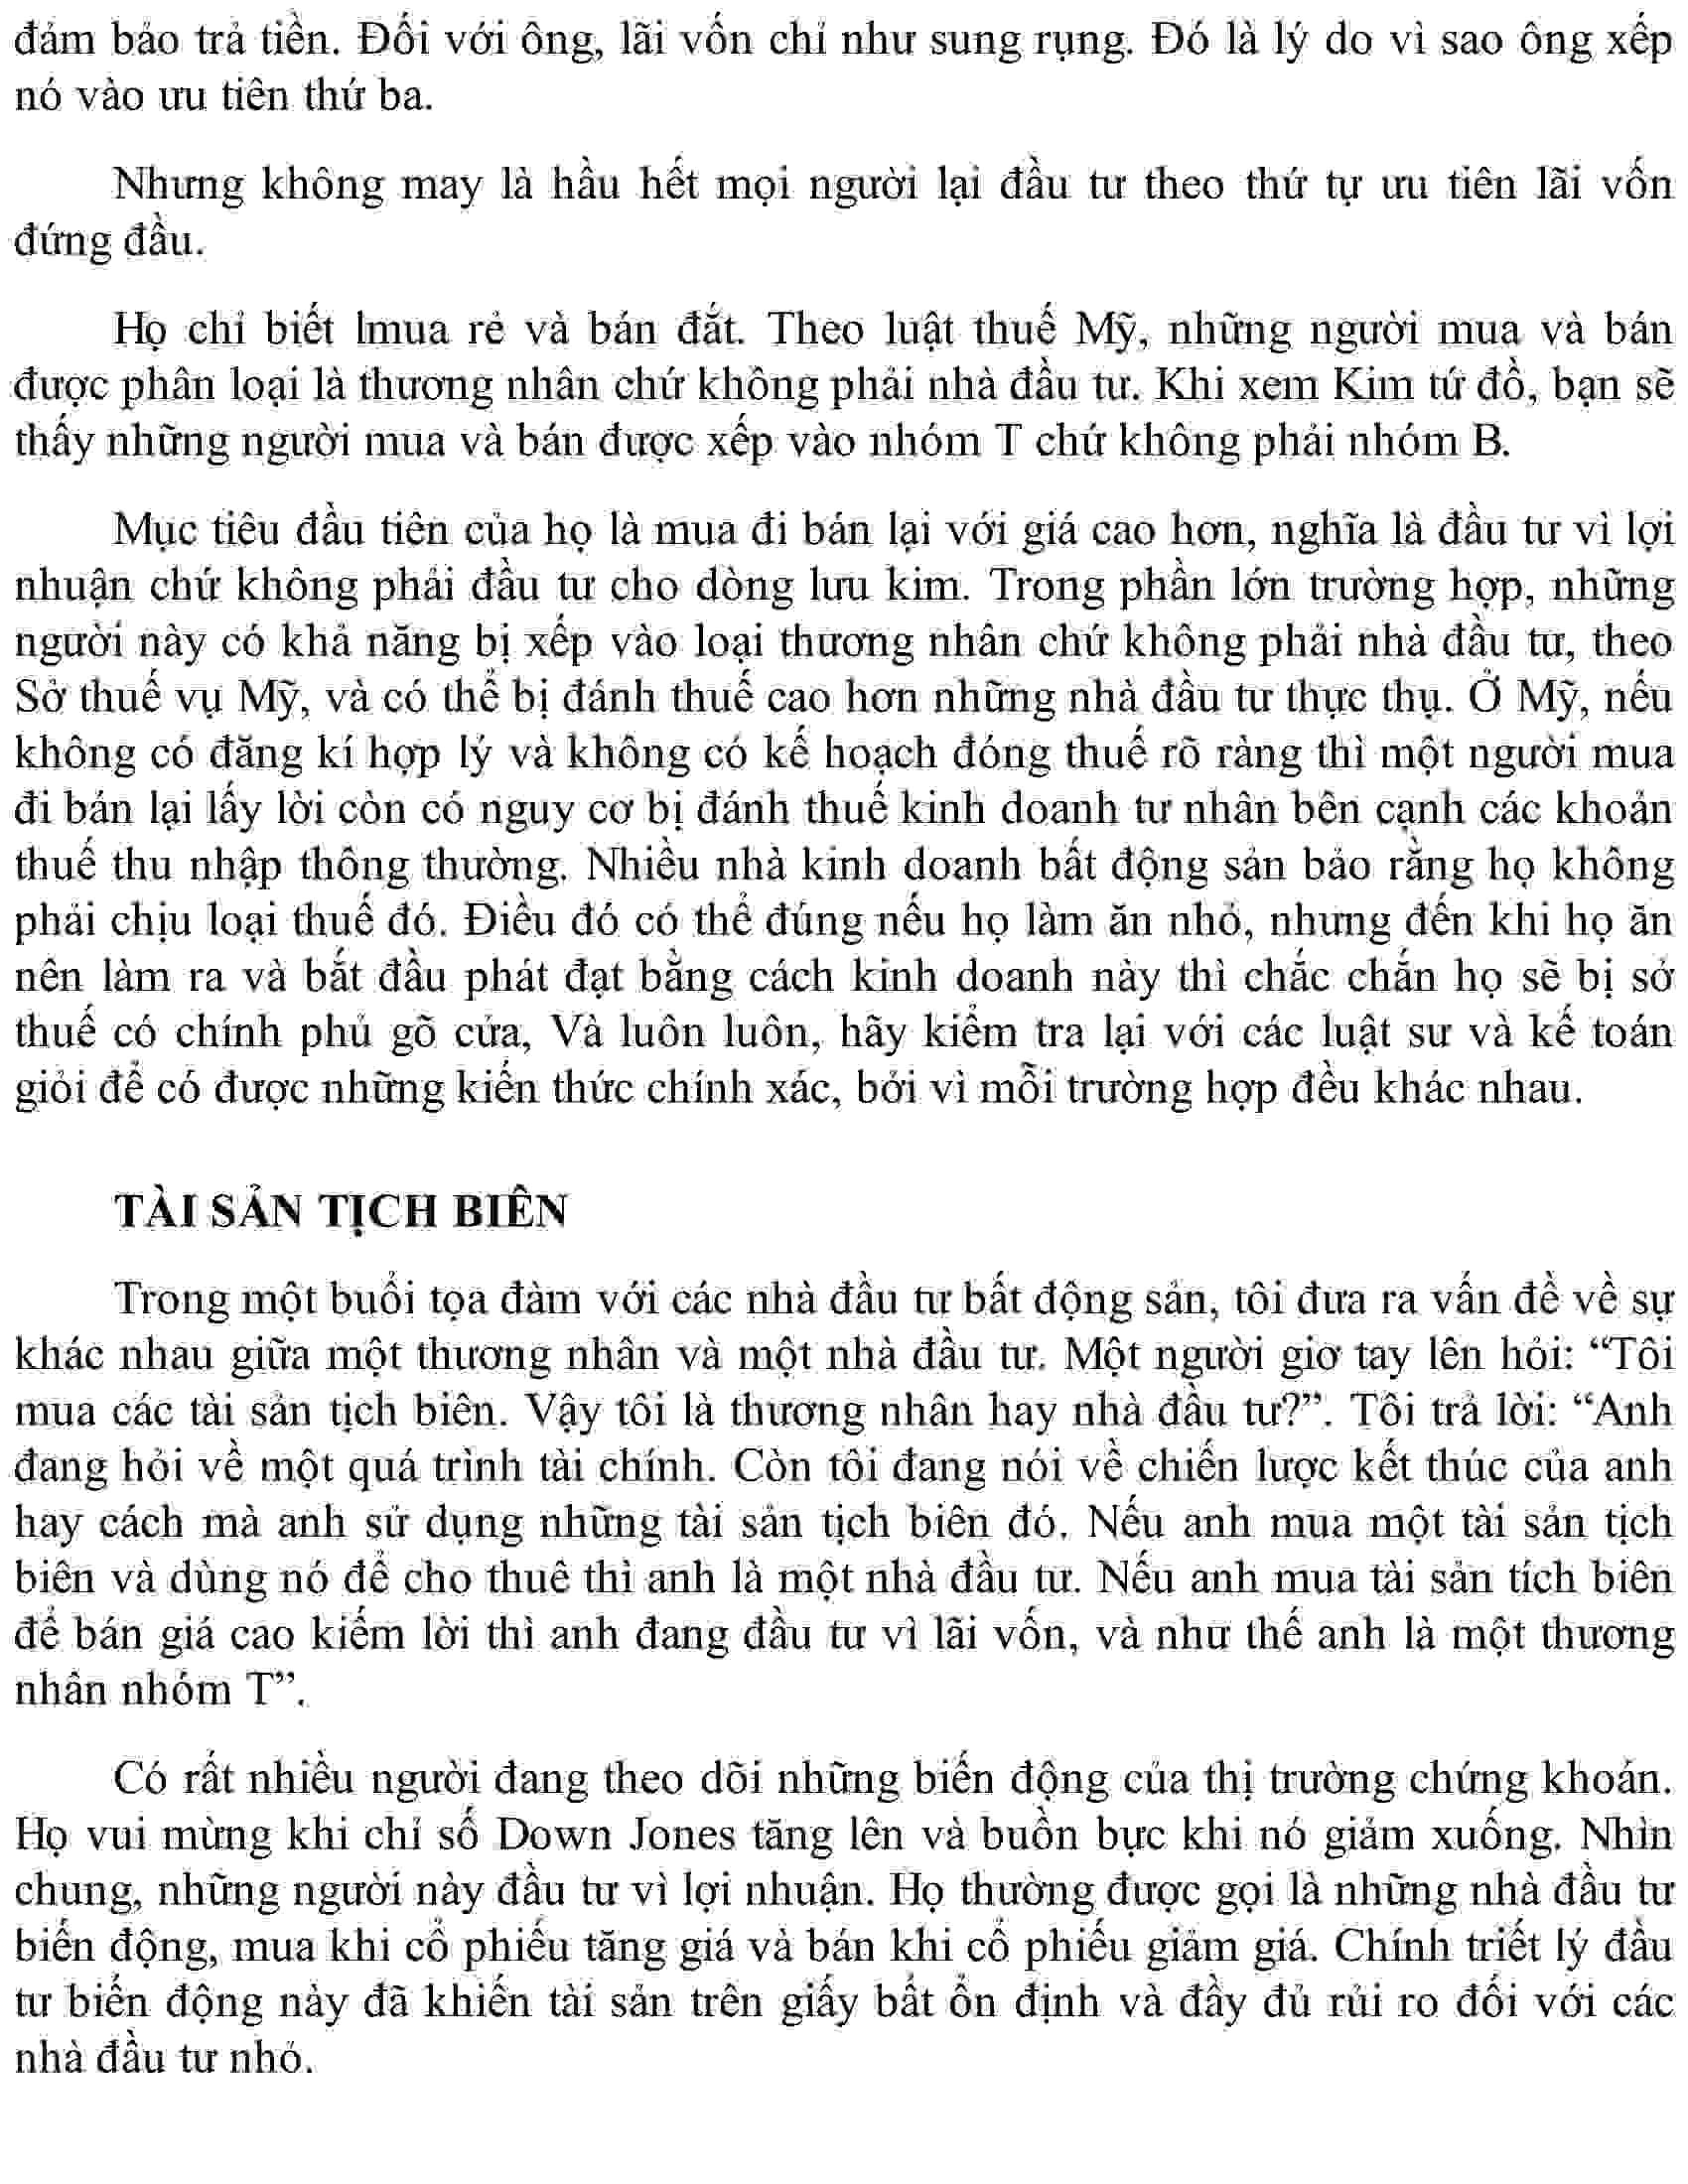 đảm bảo trả tiền. Đối với ông, lãi vốn chỉ như sung rụng. Đó là lý do vì sao ông xếp
nó vào ưu tiên thứ ba.
Nhưng không may là hầu hết mọi người lại đầu tư theo thứ tự ưu tiên lãi vốn
đứng đầu.
Họ chỉ biết lmua rẻ và bán đắt. Theo luật thuế Mỹ, những người mua và bán
được phân loại là thương nhân chứ không phải nhà đầu tư. Khi xem Kim tứ đồ, bạn sẽ
thấy những người mua và bán được xếp vào nhóm T chứ không phải nhóm B.
Mục tiêu đầu tiên của họ là mua đi bán lại với giá cao hơn, nghĩa là đầu tư vì lợi
nhuận chứ không phải đầu tư cho dòng lưu kim. Trong phần lớn trường hợp, những
người này có khả năng bị xếp vào loại thương nhân chứ không phải nhà đầu tư, theo
Sở thuế vụ Mỹ, và có thể bị đánh thuế cao hơn những nhà đầu tư thực thụ. Ở Mỹ, nếu
không có đăng kí hợp lý và không có kế hoạch đóng thuế rõ ràng thì một người mua
đi bán lại lấy lời còn có nguy cơ bị đánh thuế kinh doanh tư nhân bên cạnh các khoản
thuế thu nhập thông thường. Nhiều nhà kinh doanh bất động sản bảo rằng họ không
phải chịu loại thuế đó. Điều đó có thể đúng nếu họ làm ăn nhỏ, nhưng đến khi họ ăn
nên làm ra và bắt đầu phát đạt bằng cách kinh doanh này thì chắc chắn họ sẽ bị sở
thuế có chính phủ gõ cửa, Và luôn luôn, hãy kiểm tra lại với các luật sư và kế toán
giỏi để có được những kiến thức chính xác, bởi vì mỗi trường hợp đều khác nhau.
TÀI SẢN TỊCH BIÊN
Trong một buổi tọa đàm với các nhà đầu tư bất động sản, tôi đưa ra vấn đề về sự
khác nhau giữa một thương nhân và một nhà đầu tư. Một người giơ tay lên hỏi: “Tôi
mua các tài sản tịch biên. Vậy tôi là thương nhân hay nhà đầu tư?”. Tôi trả lời: “Anh
đang hỏi về một quá trình tài chính. Còn tôi đang nói về chiến lược kết thúc của anh
hay cách mà anh sử dụng những tài sản tịch biên đó. Nếu anh mua một tài sản tịch
biên và dùng nó để cho thuê thì anh là một nhà đầu tư. Nếu anh mua tài sản tích biên
để bán giá cao kiếm lời thì anh đang đầu tư vì lãi vốn, và như thế anh là một thương
nhân nhóm T”.
Có rất nhiều người đang theo dõi những biến động của thị trường chứng khoán.
Họ vui mừng khi chỉ số Down Jones tăng lên và buồn bực khi nó giảm xuống. Nhìn
chung, những người này đầu tư vì lợi nhuận. Họ thường được gọi là những nhà đầu tư
biến động, mua khi cổ phiếu tăng giá và bán khi cổ phiếu giảm giá. Chính triết lý đầu
tư biến động này đã khiến tài sản trên giấy bất ổn định và đầy đủ rủi ro đối với các
nhà đầu tư nhỏ.